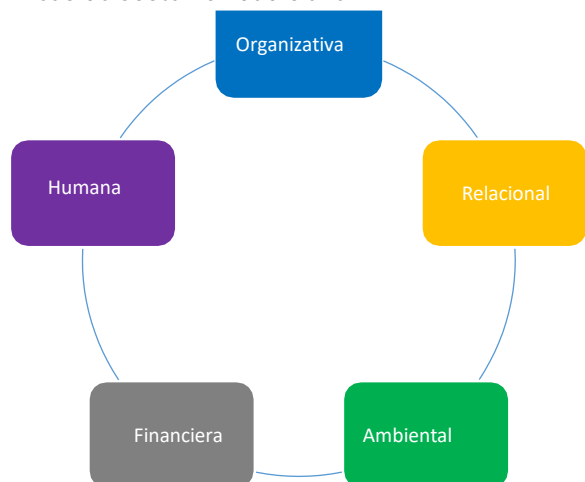 Organizativa
Relacional
Ambiental
Financiera
Humana